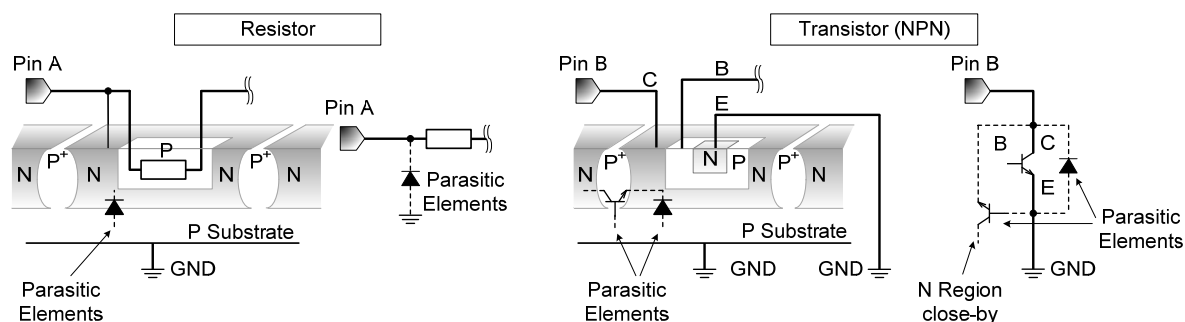 Resistor
Transistor (NPN)
Pin A
Pin A
P
N
P+
N
N
P+
N
Parasitic
Elements
P Substrate
GND
Parasitic
Elements
Pin B
C
B
E
N
P+
N
N
P
N
P+
N
P Substrate
GND
GND
Parasitic
Elements
Pin B
B
C
E
Parasitic
Elements
GND
N Region
close-by